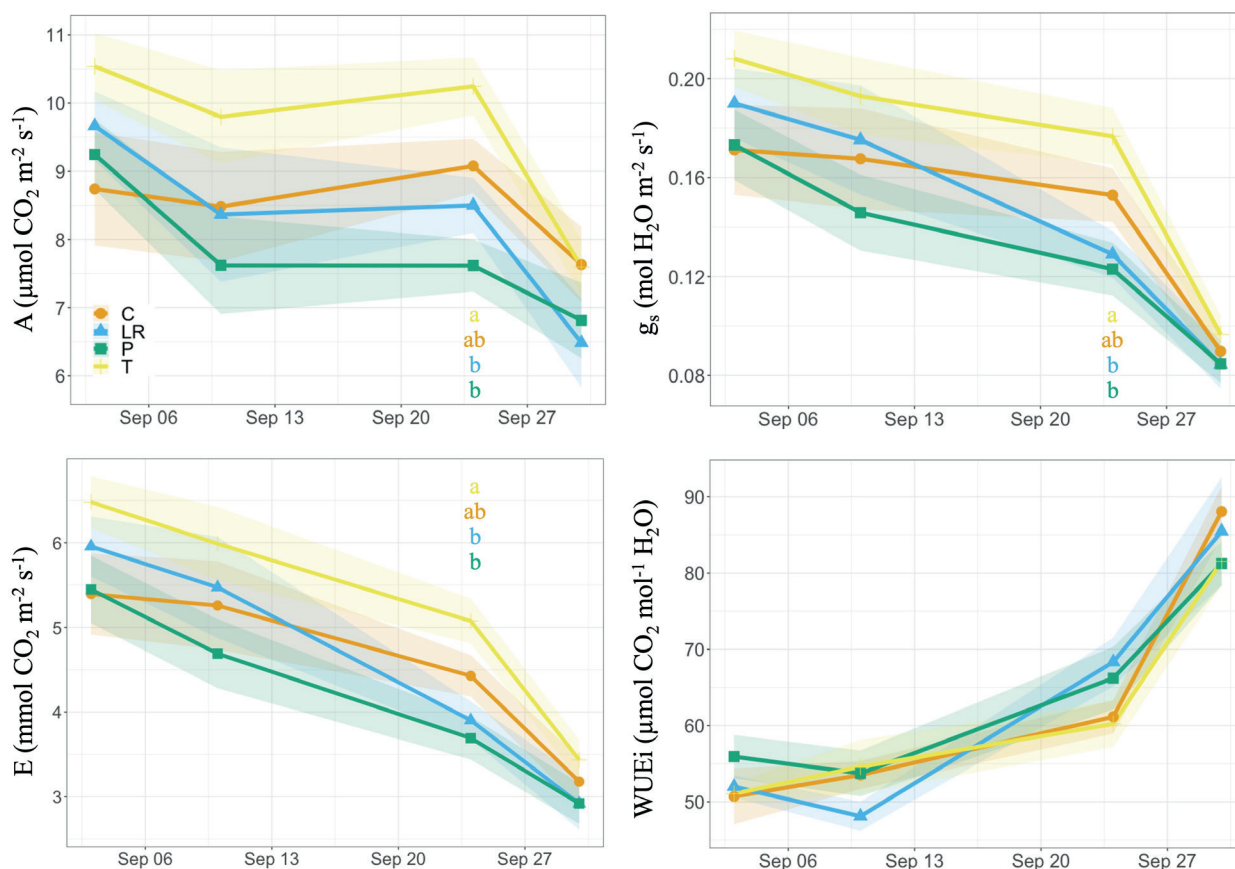 A (μmol CO₂ m⁻² s⁻¹)
11
10
9
8
7
6
C
LR
P
T
a
ab
b
b
Sep 06 Sep 13 Sep 20 Sep 27
gₛ (mol H₂O m⁻² s⁻¹)
0.20
0.16
0.12
0.08
a
ab
b
b
Sep 06 Sep 13 Sep 20 Sep 27
E (mmol CO₂ m⁻² s⁻¹)
6
5
4
3
a
ab
b
b
Sep 06 Sep 13 Sep 20 Sep 27
WUEi (μmol CO₂ mol⁻¹ H₂O)
90
80
70
60
50
Sep 06 Sep 13 Sep 20 Sep 27